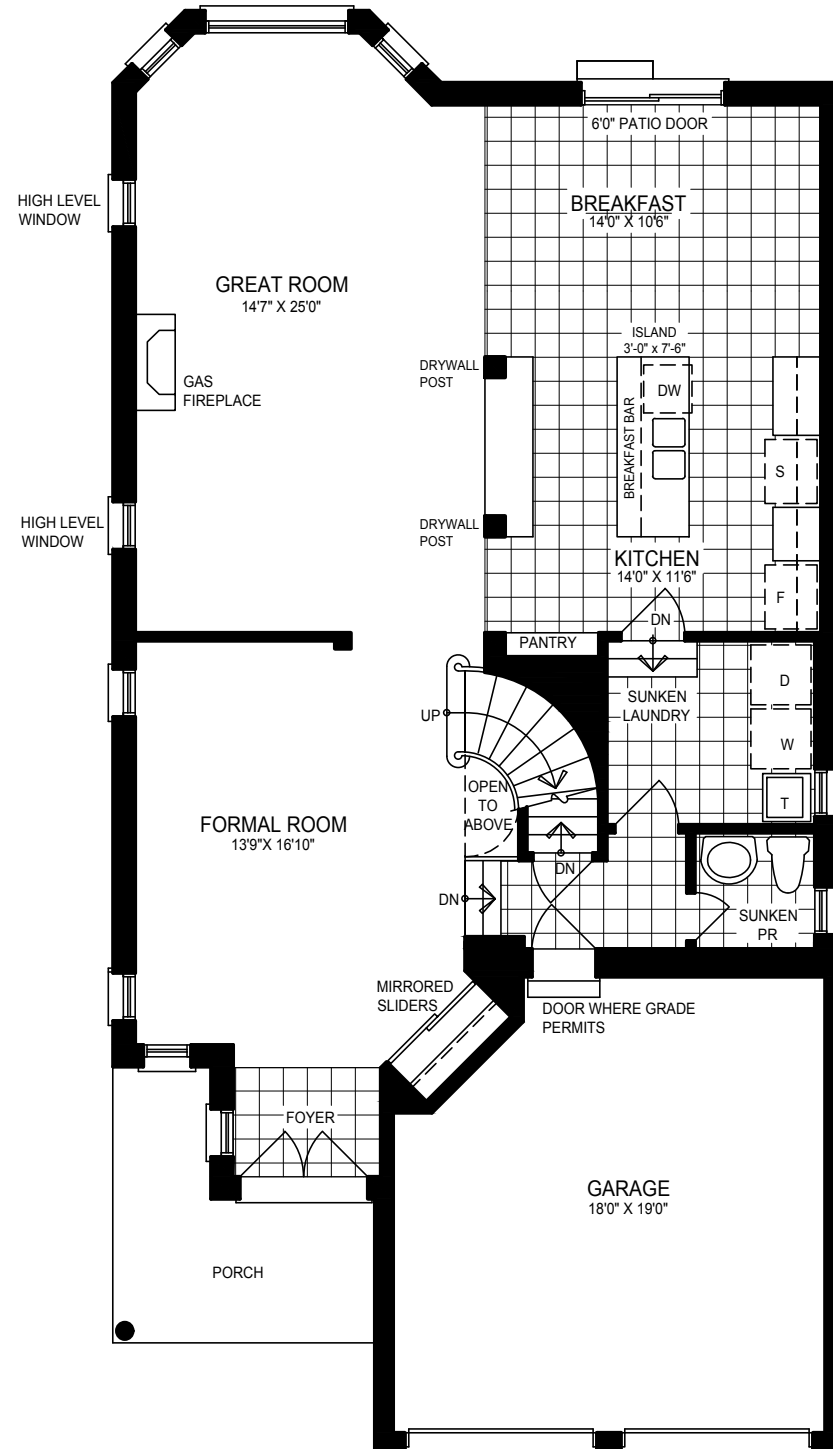 6'0" PATIO DOOR
HIGH LEVEL
WINDOW
BREAKFAST
14'0" X 10'6"
GREAT ROOM
14'7" X 25'0"
ISLAND
3'-0" x 7'-6"
DRYWALL
POST
GAS
FIREPLACE
DW
BREAKFAST BAR
S
HIGH LEVEL
WINDOW
DRYWALL
POST
KITCHEN
14'0" X 11'6"
F
DN
PANTRY
SUNKEN
LAUNDRY
D
UP
W
OPEN
TO
ABOVE
T
FORMAL ROOM
13'9" X 16'10"
DN
DN
SUNKEN
PR
MIRRORED
SLIDERS
DOOR WHERE GRADE
PERMITS
FOYER
GARAGE
18'0" X 19'0"
PORCH